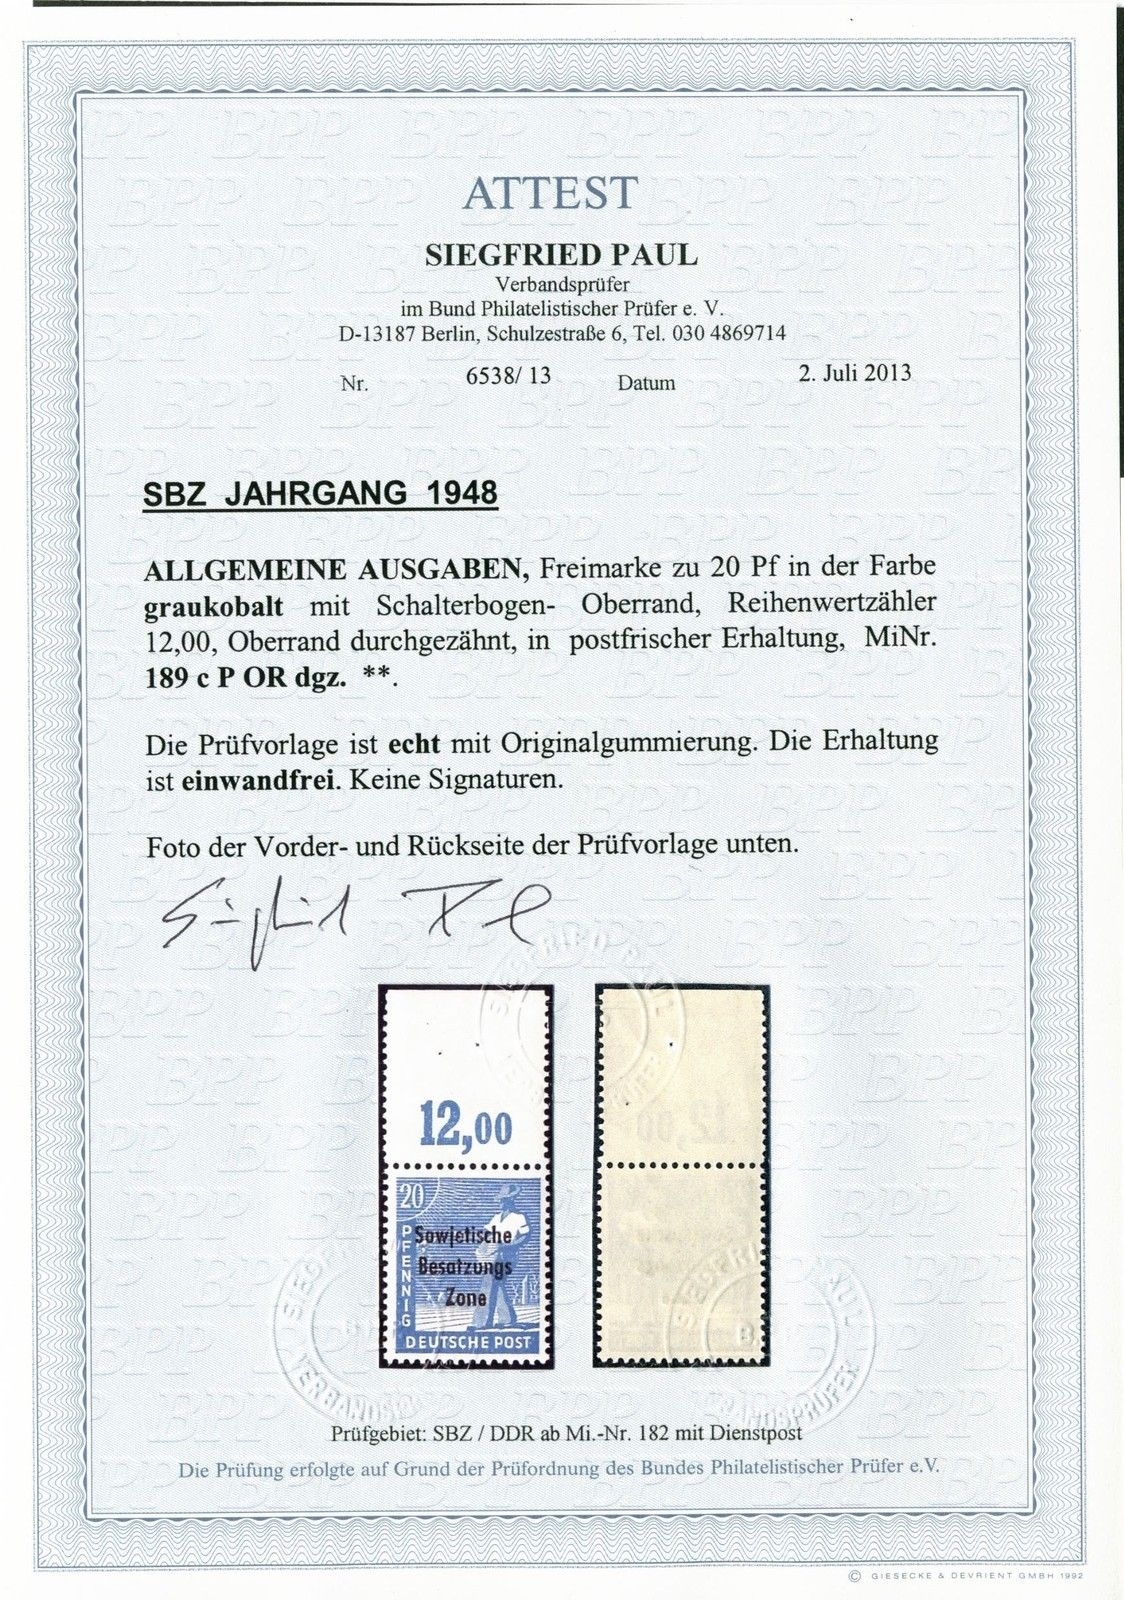 ATTEST
SIEGFRIED PAUL
Verbandsprüfer
im Bund Philatelistischer Prüfer e. V.
D-13187 Berlin, Schulzestraße 6, Tel. 030 4869714
Nr. 6538/ 13 Datum 2. Juli 2013
SBZ JAHRGANG 1948
ALLGEMEINE AUSGABEN, Freimarke zu 20 Pf in der Farbe
graukobalt mit Schalterbogen- Oberrand, Reihenwertzähler
12,00, Oberrand durchgezähnt, in postfrischer Erhaltung, MiNr.
189 c P OR dgz. **.
Die Prüfvorlage ist echt mit Originalgummierung. Die Erhaltung
ist einwandfrei. Keine Signaturen.
Foto der Vorder- und Rückseite der Prüfvorlage unten.
12,00
20
PFENNIG
Sowjetische
Besatzungs
Zone
DEUTSCHE POST
Prüfgebiet: SBZ / DDR ab Mi.-Nr. 182 mit Dienstpost
Die Prüfung erfolgte auf Grund der Prüfordnung des Bundes Philatelistischer Prüfer e.V.
© GIESECKE & DEVRIENT GMBH 1992